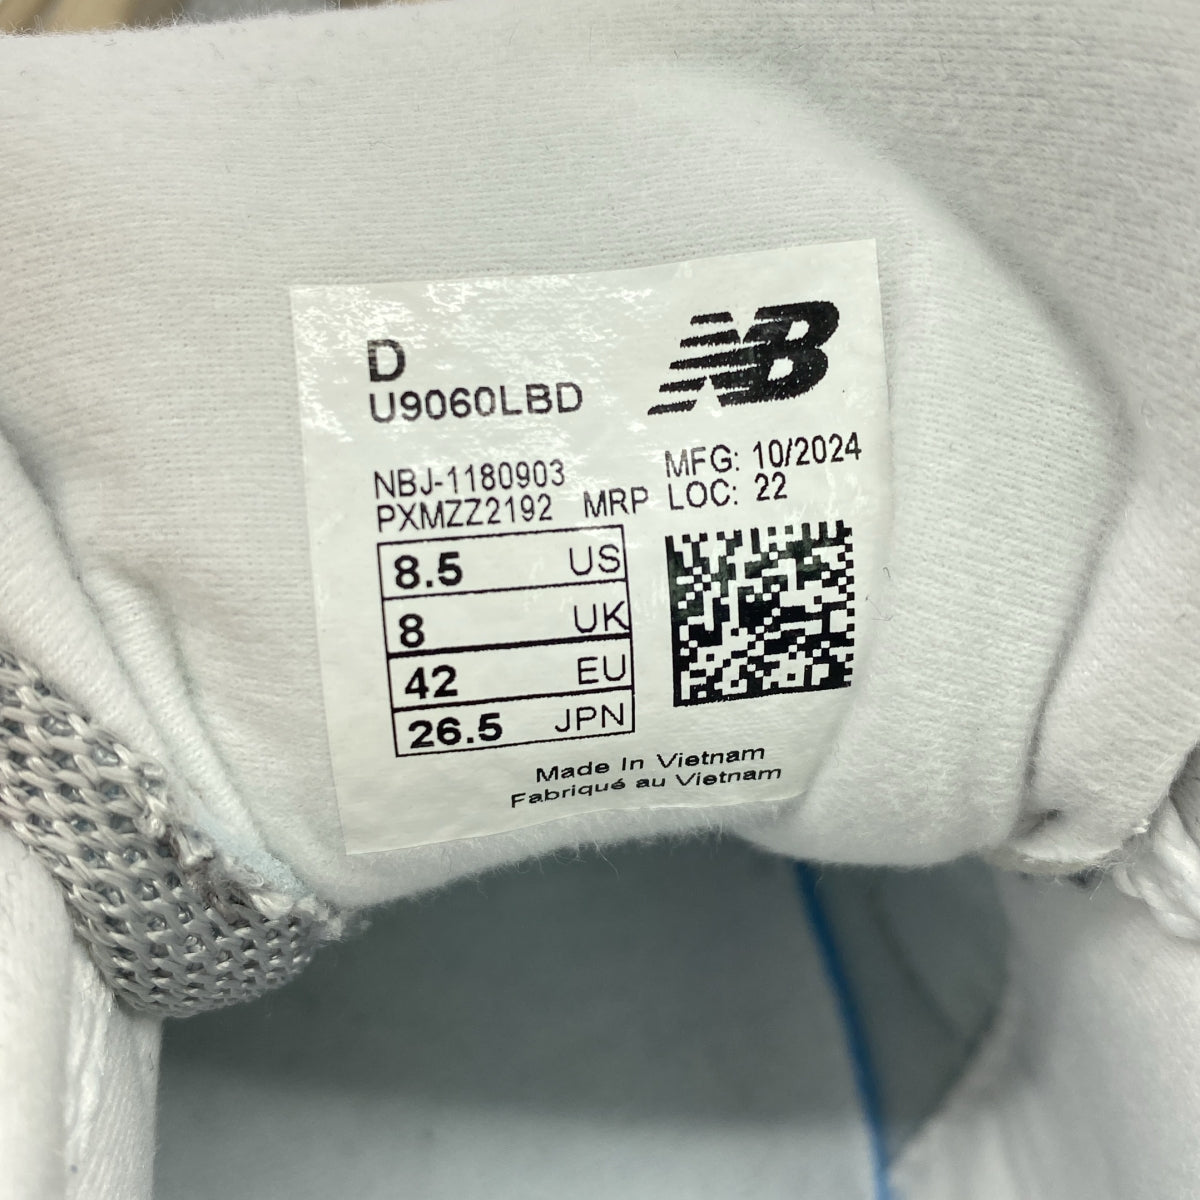 D
U9060LBD
NB
NBJ-1180903
PXMZZ2192 MRP
MFG: 10/2024
LOC: 22
8.5 US
8 UK
42 EU
26.5 JPN
Made In Vietnam
Fabriqué au Vietnam